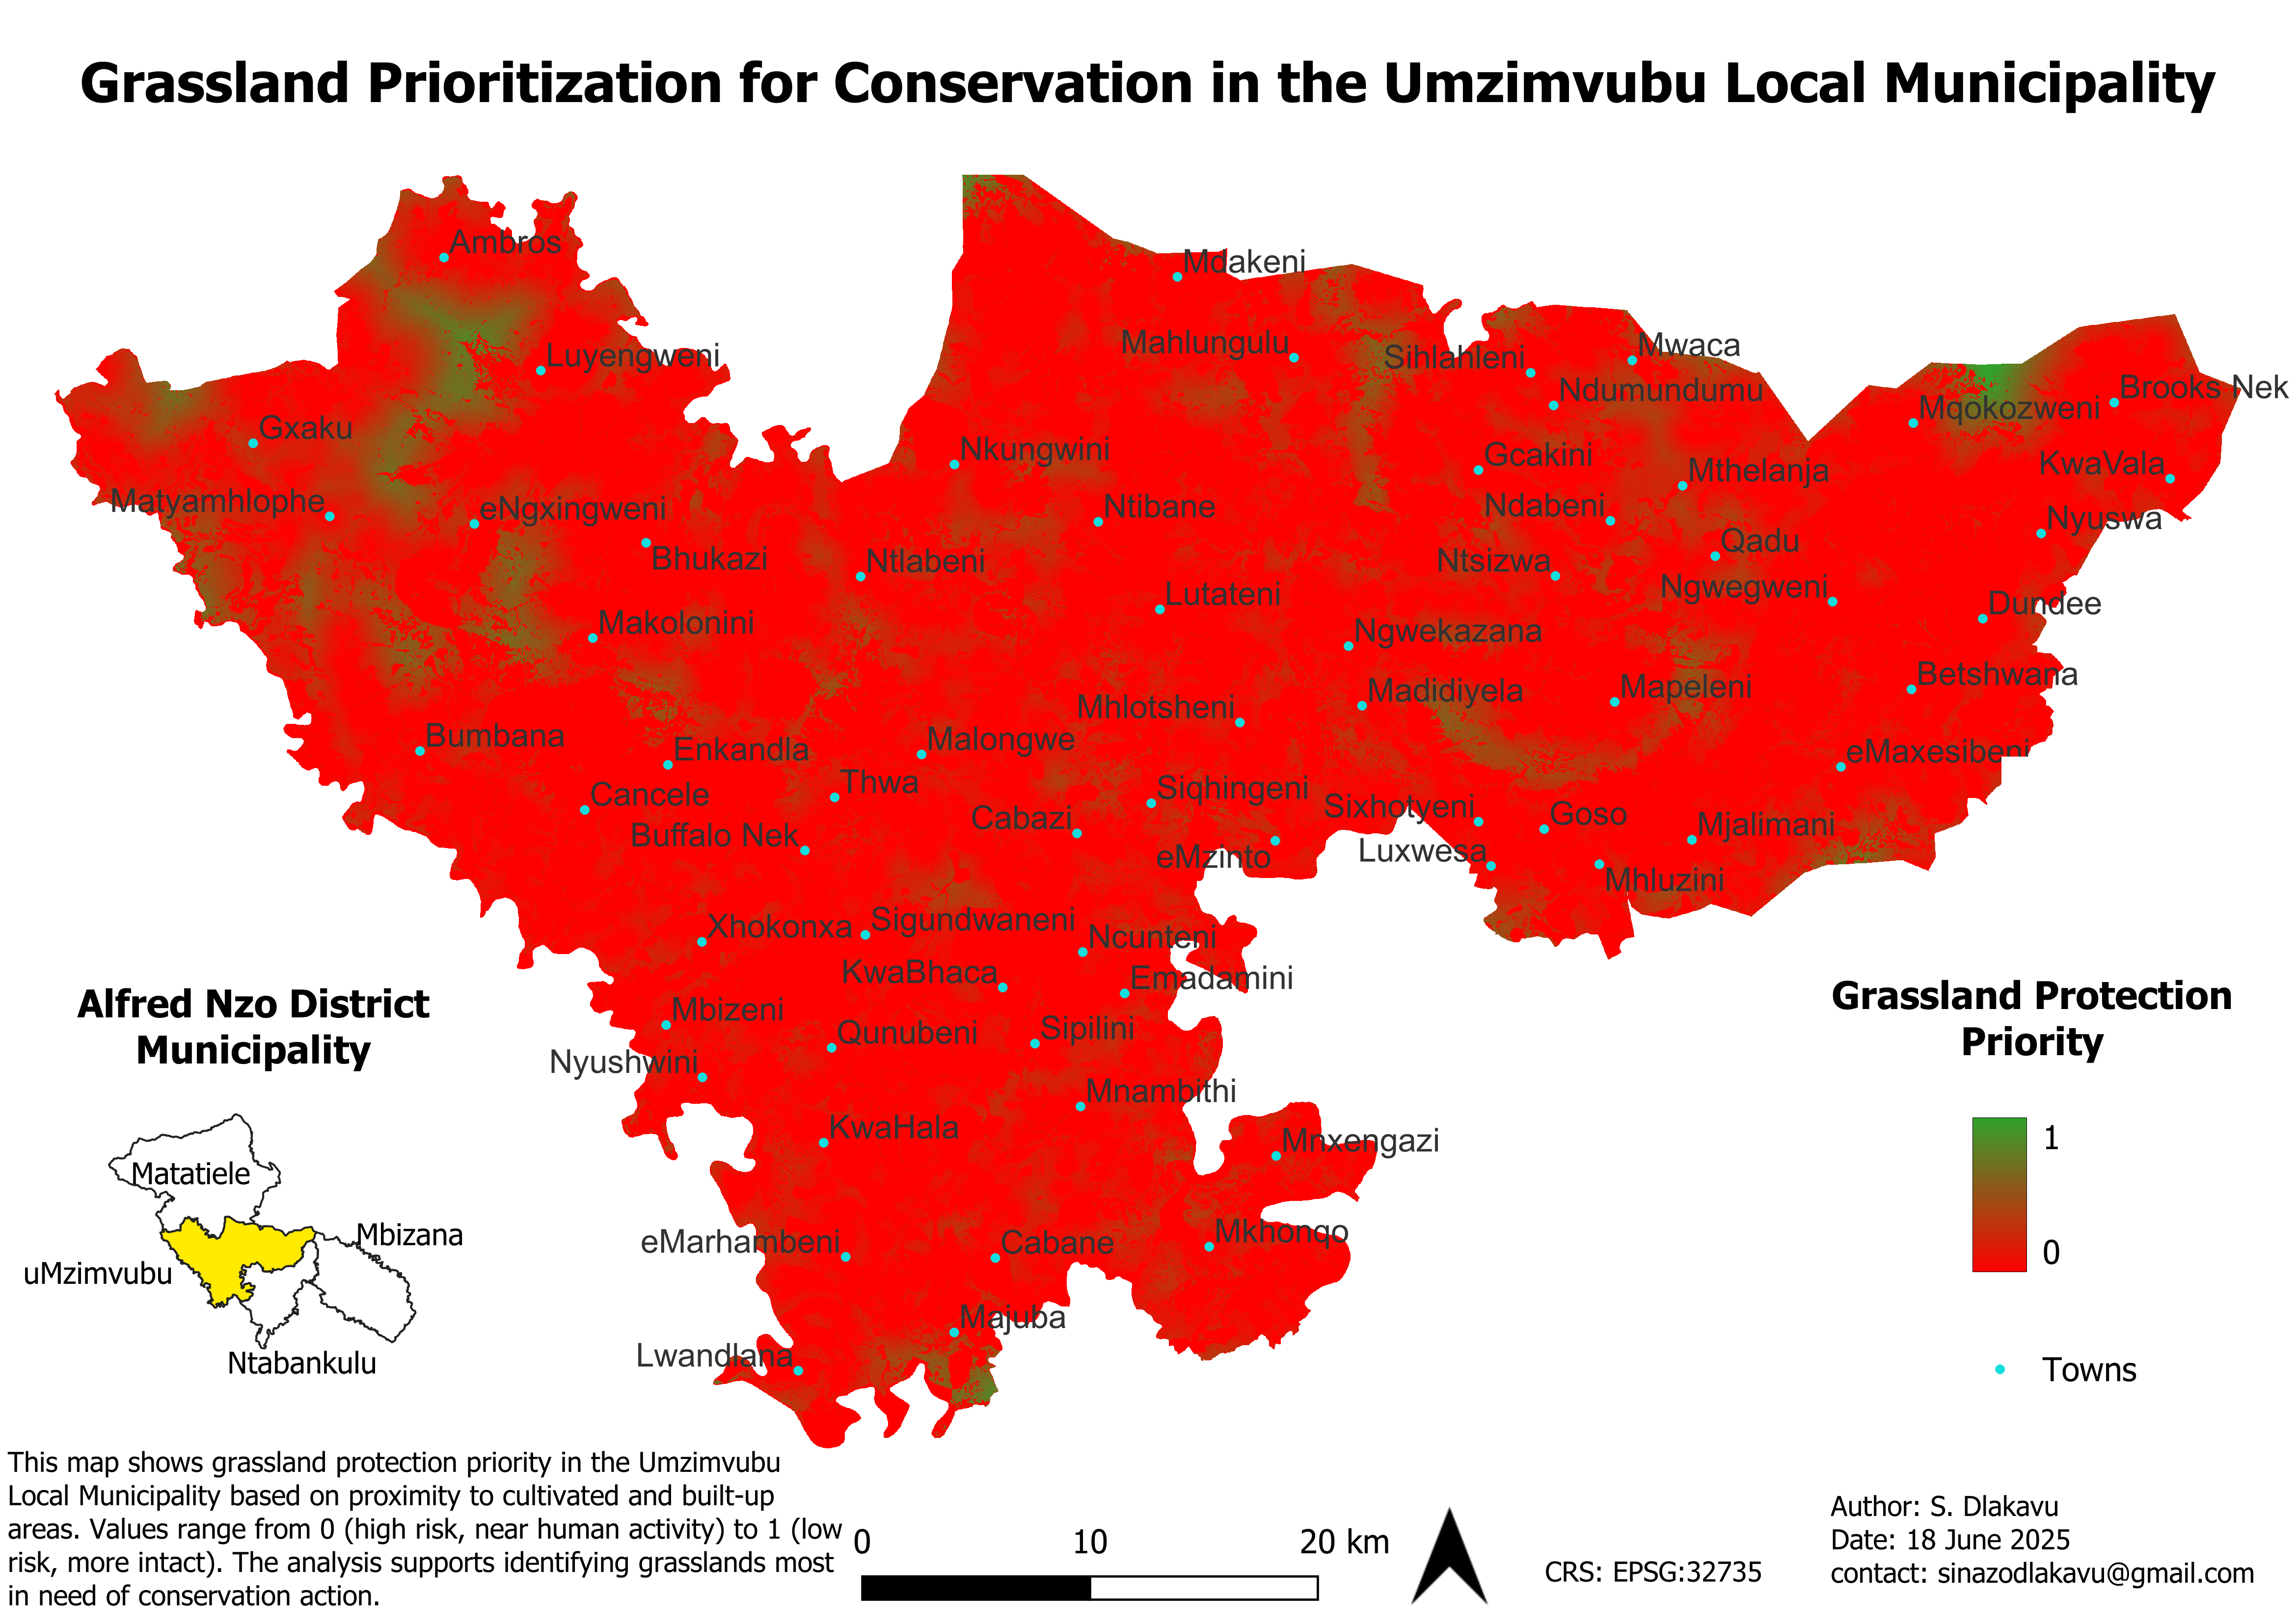 Grassland Prioritization for Conservation in the Umzimvubu Local Municipality
Ambros
Mdakeni
Mahlungulu
Luyengweni
Sihlahleni
Mwaca
Ndumundumu
Brooks Nek
Mqokozweni
Gxaku
Nkungwini
Gcakini
Mthelanja
KwaVala
Matyamhlophe
eNgxingweni
Ntibane
Ndabeni
Nyuswa
Bhukazi
Ntlabeni
Ntsizwa
Qadu
Lutateni
Ngwegweni
Dundee
Makolonini
Ngwekazana
Madidiyela
Mapeleni
Betshwana
Mhlotsheni
Bumbana
Enkandla
Malongwe
eMaxesibeni
Cancele
Thwa
Siqhingeni
Cabazi
Sixhotyeni
Goso
Mjalimani
Buffalo Nek
eMzinto
Luxwesa
Mhluzini
Xhokonxa
Sigundwaneni
Ncunteni
KwaBhaca
Emadamini
Mbizeni
Qunubeni
Sipilini
Nyushwini
Mnambithi
KwaHala
Mnxengazi
eMarhambeni
Cabane
Mkhonqo
Majuba
Lwandlana
Alfred Nzo District
Municipality
Matatiele
Mbizana
uMzimvubu
Ntabankulu
Grassland Protection
Priority
1
0
Towns
This map shows grassland protection priority in the Umzimvubu
Local Municipality based on proximity to cultivated and built-up
areas. Values range from 0 (high risk, near human activity) to 1 (low
risk, more intact). The analysis supports identifying grasslands most
in need of conservation action.
0 10 20 km
CRS: EPSG:32735
Author: S. Dlakavu
Date: 18 June 2025
contact: sinazodlakavu@gmail.com